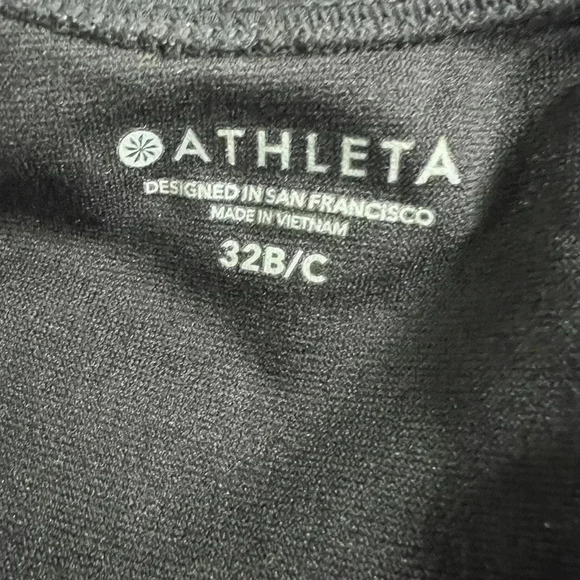 ATHLETA
DESIGNED IN SAN FRANCISCO
MADE IN VIETNAM
32B/C